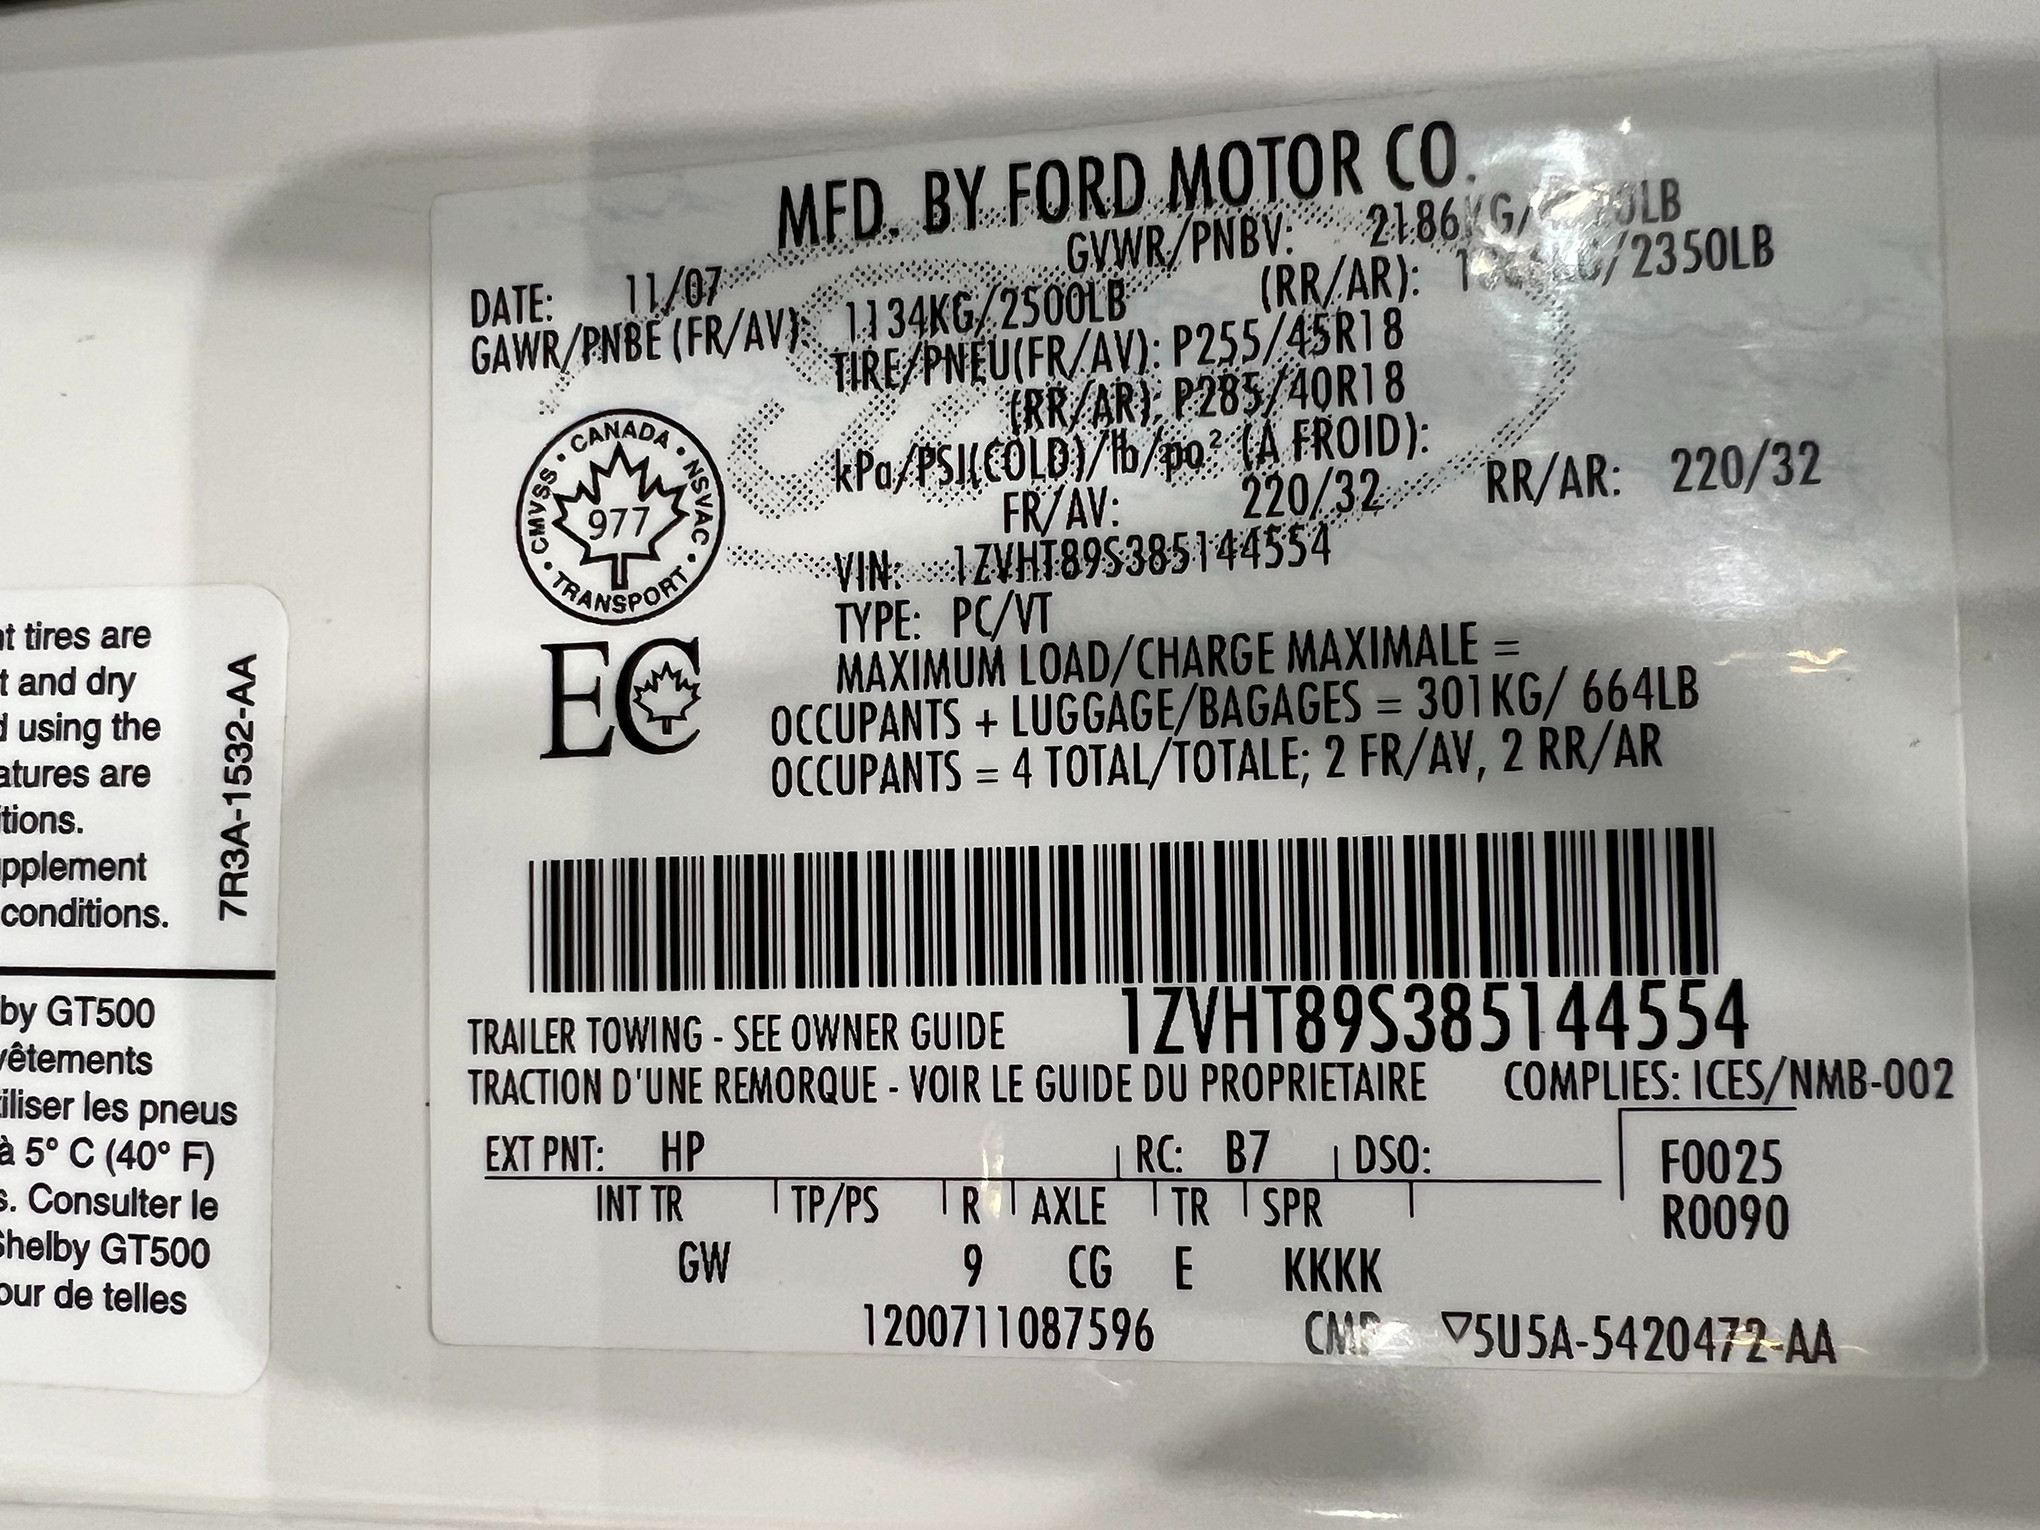 MFD. BY FORD MOTOR CO.
DATE: 11/07 GVWR/PNBV: 2186KG/
GAWR/PNBE (FR/AV): 1134KG/2500LB (RR/AR): /2350LB
TIRE/PNEU(FR/AV): P255/45R18
(RR/AR): P285/40R18
kPa/PSI(COLD)/lb/po² (A FROID):
FR/AV: 220/32 RR/AR: 220/32
VIN: 1ZVHT89S385144554
TYPE: PC/VT
MAXIMUM LOAD/CHARGE MAXIMALE =
OCCUPANTS + LUGGAGE/BAGAGES = 301KG/ 664LB
OCCUPANTS = 4 TOTAL/TOTALE; 2 FR/AV, 2 RR/AR
CMVSS • CANADA • NSVAC • TRANSPORT •
977
EC
1ZVHT89S385144554
TRAILER TOWING - SEE OWNER GUIDE
TRACTION D'UNE REMORQUE - VOIR LE GUIDE DU PROPRIETAIRE COMPLIES: ICES/NMB-002
EXT PNT: HP RC: B7 DSO:
F0025
R0090
INT TR TP/PS R AXLE TR SPR
GW 9 CG E KKKK
1200711087596 CMP ▽5U5A-5420472-AA
t tires are
t and dry
using the
atures are
tions.
pplement
conditions.
7R3A-1532-AA
by GT500
vêtements
iliser les pneus
à 5° C (40° F)
s. Consulter le
Shelby GT500
our de telles